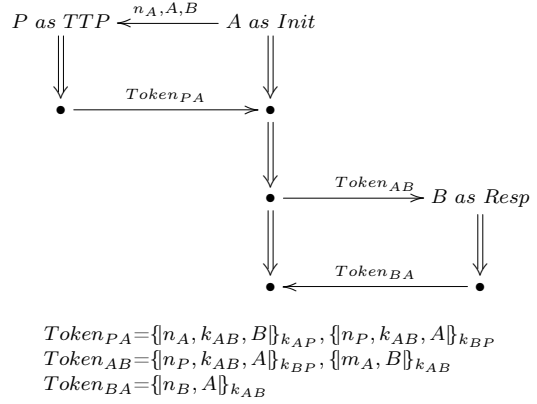 P as TTP n_A, A, B A as Init
Token_PA
Token_AB B as Resp
Token_BA
Token_PA={|n_A, k_AB, B|}_k_AP, {|n_P, k_AB, A|}_k_BP
Token_AB={|n_P, k_AB, A|}_k_BP, {|m_A, B|}_k_AB
Token_BA={|n_B, A|}_k_AB